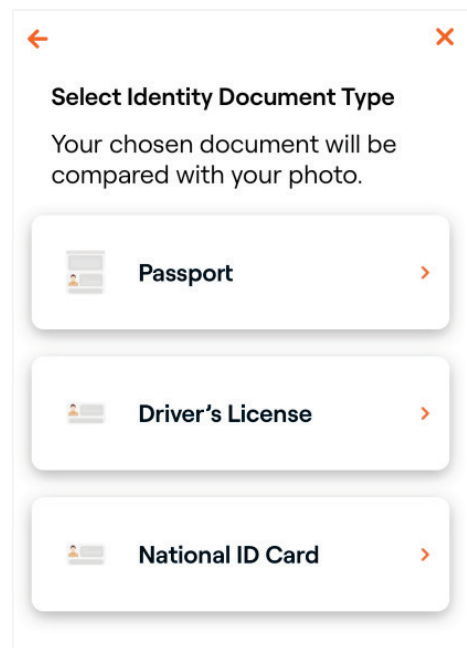 Select Identity Document Type
Your chosen document will be
compared with your photo.
Passport
Driver’s License
National ID Card